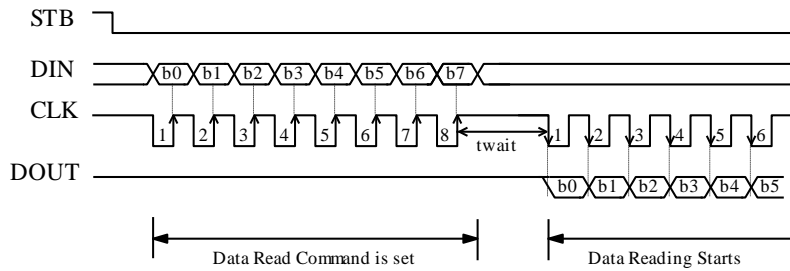 STB
DIN b0 b1 b2 b3 b4 b5 b6 b7
CLK 1 2 3 4 5 6 7 8 1 2 3 4 5 6
twait
DOUT b0 b1 b2 b3 b4 b5
Data Read Command is set Data Reading Starts